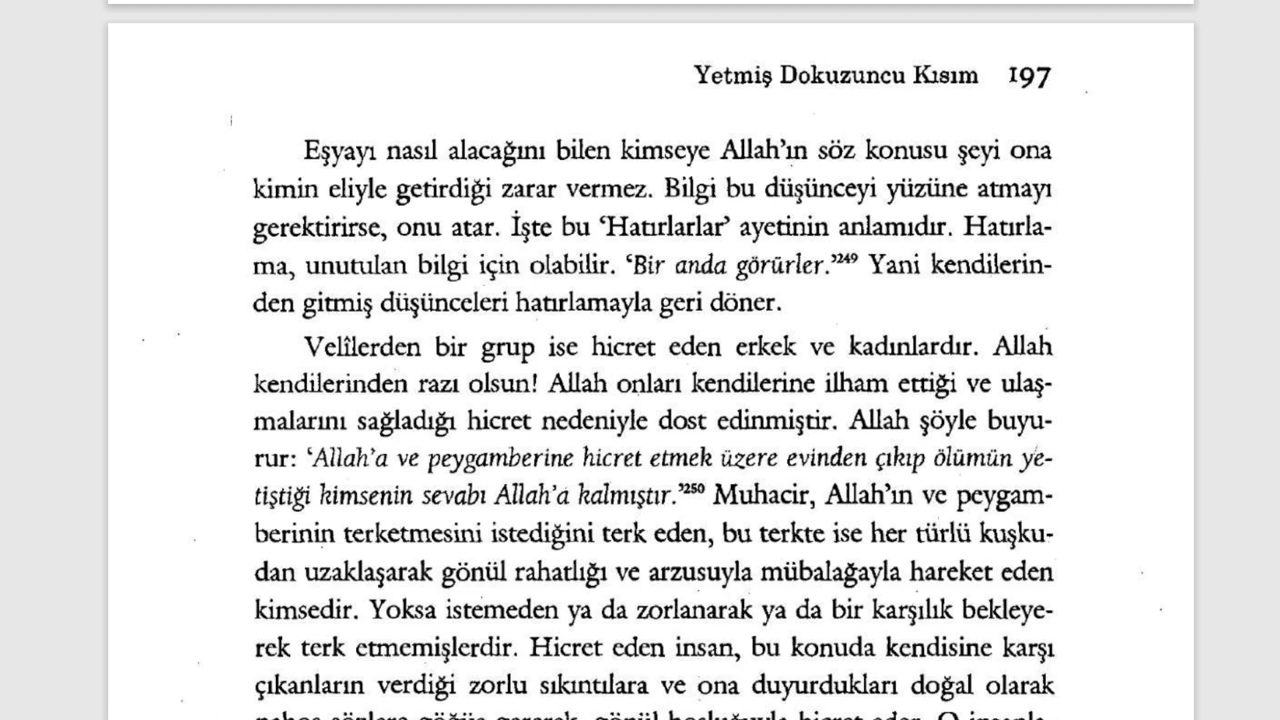 Yetmiş Dokuzuncu Kısım 197
Eşyayı nasıl alacağını bilen kimseye Allah'ın söz konusu şeyi ona
kimin eliyle getirdiği zarar vermez. Bilgi bu düşünceyi yüzüne atmayı
gerektirirse, onu atar. İşte bu 'Hatırlarlar' ayetinin anlamıdır. Hatırla-
ma, unutulan bilgi için olabilir. 'Bir anda görürler.'249 Yani kendilerin-
den gitmiş düşünceleri hatırlamayla geri döner.
Velîlerden bir grup ise hicret eden erkek ve kadınlardır. Allah
kendilerinden razı olsun! Allah onları kendilerine ilham ettiği ve ulaş-
malarını sağladığı hicret nedeniyle dost edinmiştir. Allah şöyle buyu-
rur: 'Allah'a ve peygamberine hicret etmek üzere evinden çıkıp ölümün ye-
tiştiği kimsenin sevabı Allah'a kalmıştır.'250 Muhacir, Allah'ın ve peygam-
berinin terketmesini istediğini terk eden, bu terkte ise her türlü kuşku-
dan uzaklaşarak gönül rahatlığı ve arzusuyla mübalağayla hareket eden
kimsedir. Yoksa istemeden ya da zorlanarak ya da bir karşılık bekleye-
rek terk etmemişlerdir. Hicret eden insan, bu konuda kendisine karşı
çıkanların verdiği zorlu sıkıntılara ve ona duyurdukları doğal olarak